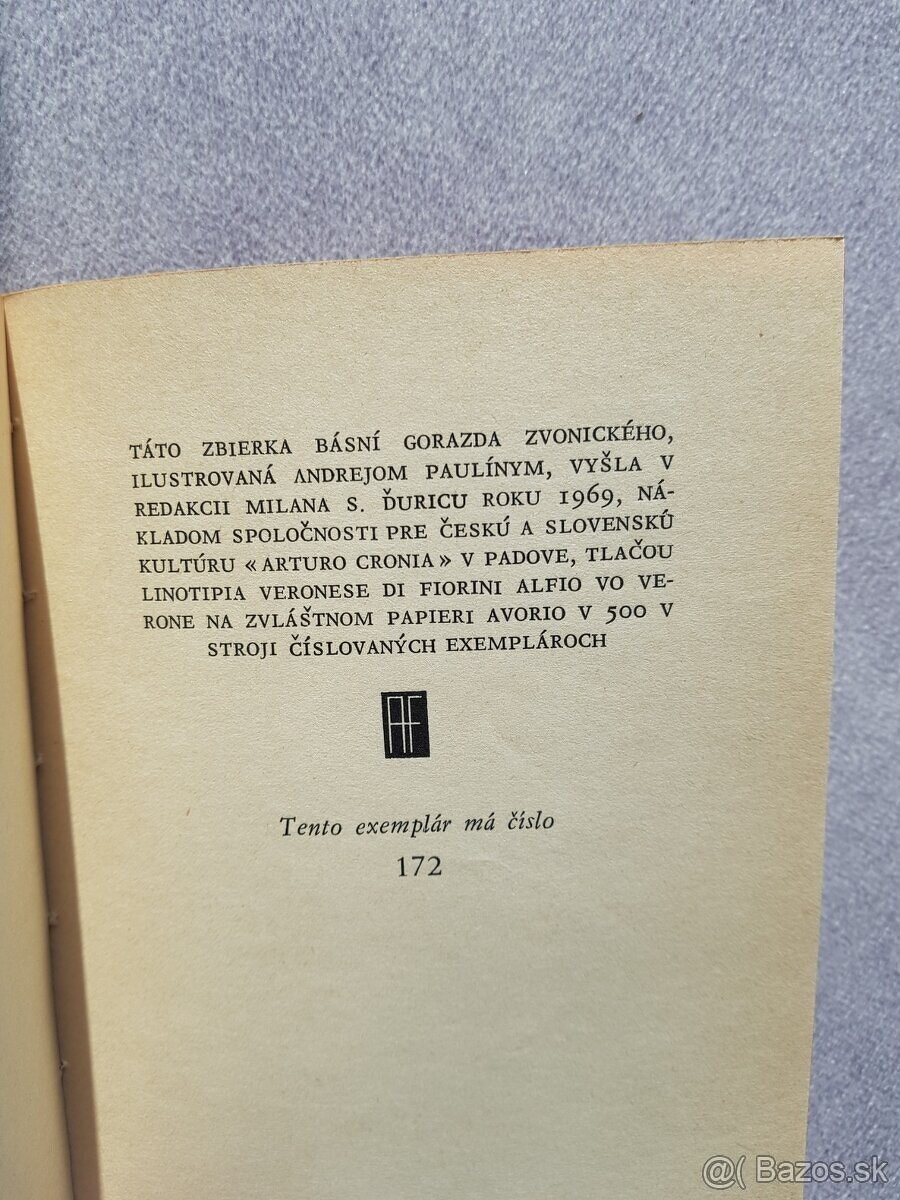 TÁTO ZBIERKA BÁSNÍ GORAZDA ZVONICKÉHO,
ILUSTROVANÁ ANDREJOM PAULÍNYM, VYŠLA V
REDAKCII MILANA S. ĎURICU ROKU 1969, NÁ-
KLADOM SPOLOČNOSTI PRE ČESKÚ A SLOVENSKÚ
KULTÚRU «ARTURO CRONIA» V PADOVE, TLAČOU
LINOTIPIA VERONESE DI FIORINI ALFIO VO VE-
RONE NA ZVLÁŠTNOM PAPIERI AVORIO V 500 V
STROJI ČÍSLOVANÝCH EXEMPLÁROCH
AF
Tento exemplár má číslo
172
@( Bazos.sk